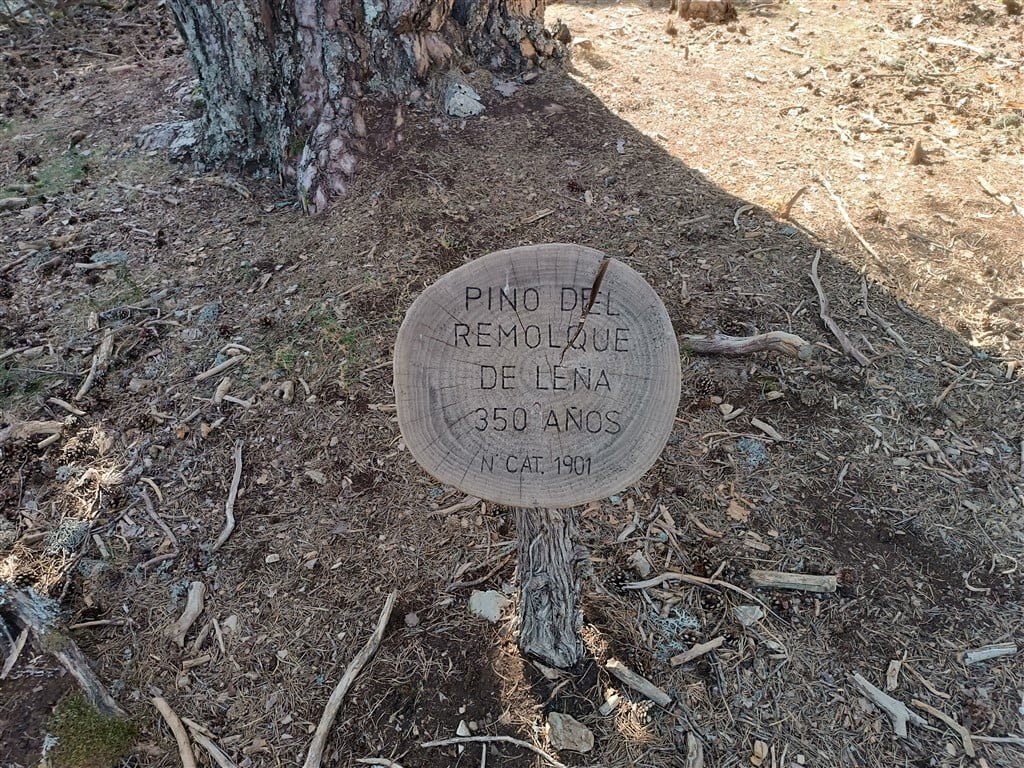 PINO DEL
REMOLQUE
DE LEÑA
350 AÑOS
Nº CAT. 1901